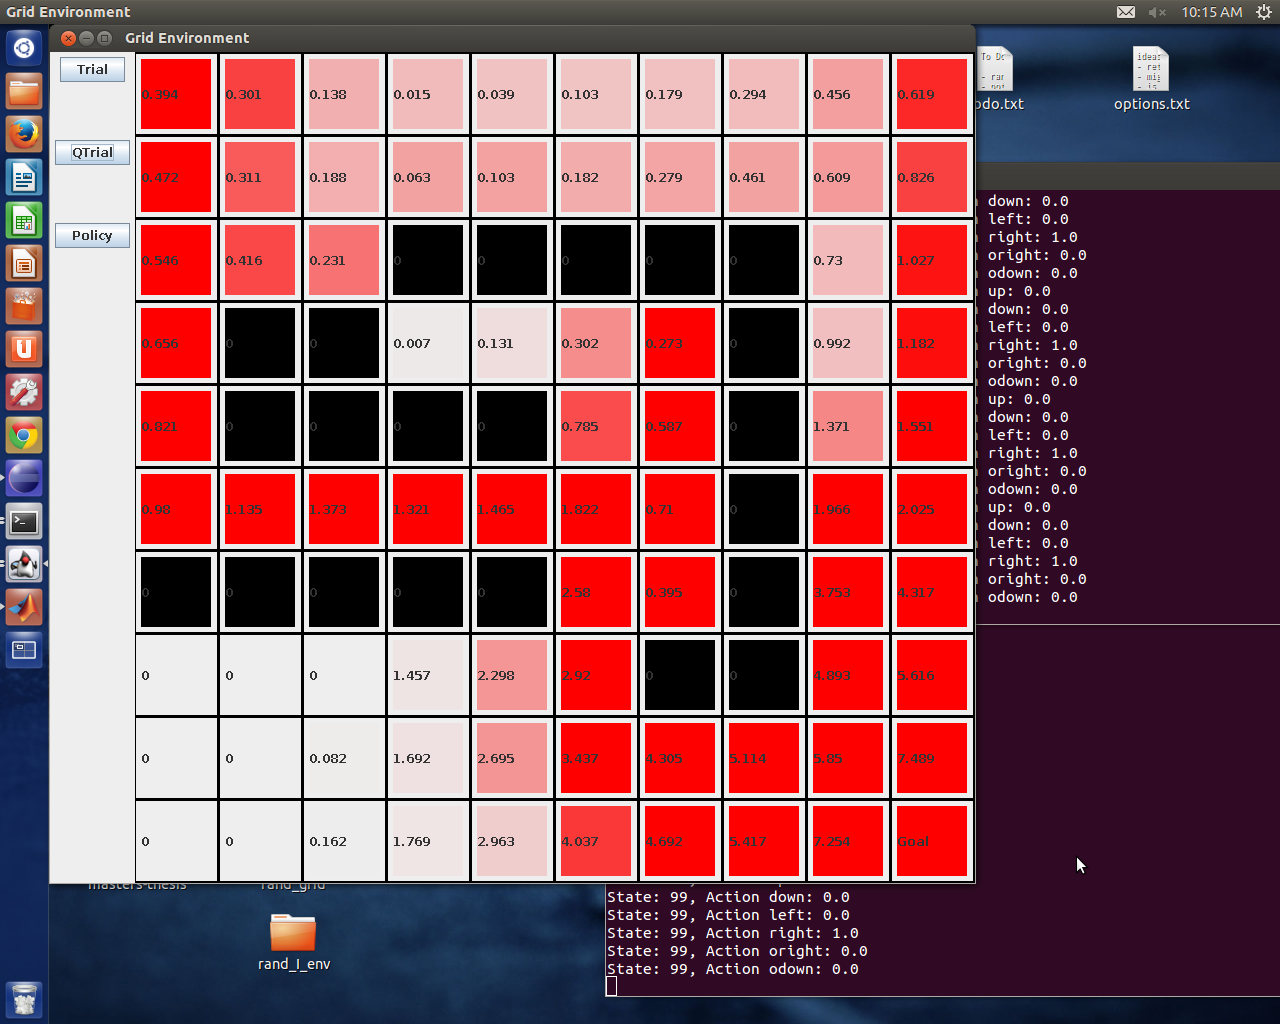 Grid Environment
10:15 AM
Grid Environment
Trial
QTrial
Policy
0.394 0.301 0.138 0.015 0.039 0.103 0.179 0.294 0.456 0.619
0.472 0.311 0.188 0.063 0.103 0.182 0.279 0.461 0.609 0.826
0.546 0.416 0.231 0 0 0 0 0 0.73 1.027
0.656 0 0 0.007 0.131 0.302 0.273 0 0.992 1.182
0.821 0 0 0 0 0.785 0.587 0 1.371 1.551
0.98 1.135 1.373 1.321 1.465 1.822 0.71 0 1.966 2.025
0 0 0 0 0 2.58 0.395 0 3.753 4.317
0 0 0 1.457 2.298 2.92 0 0 4.893 5.616
0 0 0.082 1.692 2.695 3.437 4.305 5.114 5.85 7.489
0 0 0.162 1.769 2.963 4.037 4.692 5.417 7.254 Goal
odo.txt
options.txt
down: 0.0
left: 0.0
right: 1.0
oright: 0.0
odown: 0.0
up: 0.0
down: 0.0
left: 0.0
right: 1.0
oright: 0.0
odown: 0.0
up: 0.0
down: 0.0
left: 0.0
right: 1.0
oright: 0.0
odown: 0.0
up: 0.0
down: 0.0
left: 0.0
right: 1.0
oright: 0.0
odown: 0.0
masters-thesis
rand_grid
rand_I_env
State: 99, Action down: 0.0
State: 99, Action left: 0.0
State: 99, Action right: 1.0
State: 99, Action oright: 0.0
State: 99, Action odown: 0.0